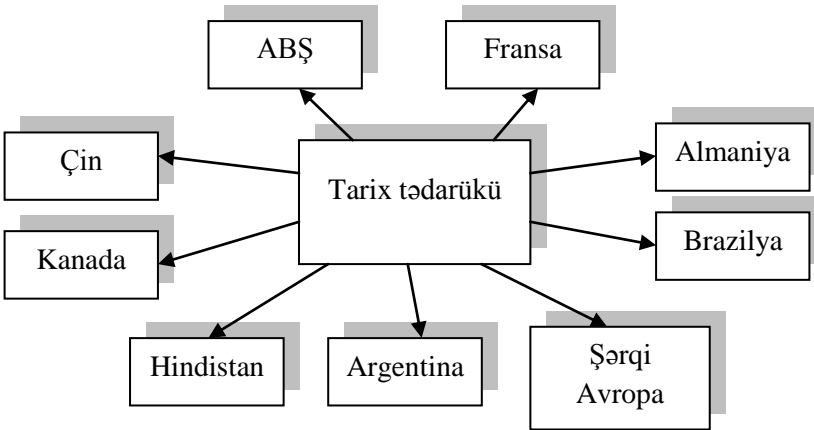 ABŞ
Fransa
Çin
Tarix tədarükü
Almaniya
Kanada
Brazilya
Hindistan
Argentina
Şərqi
Avropa